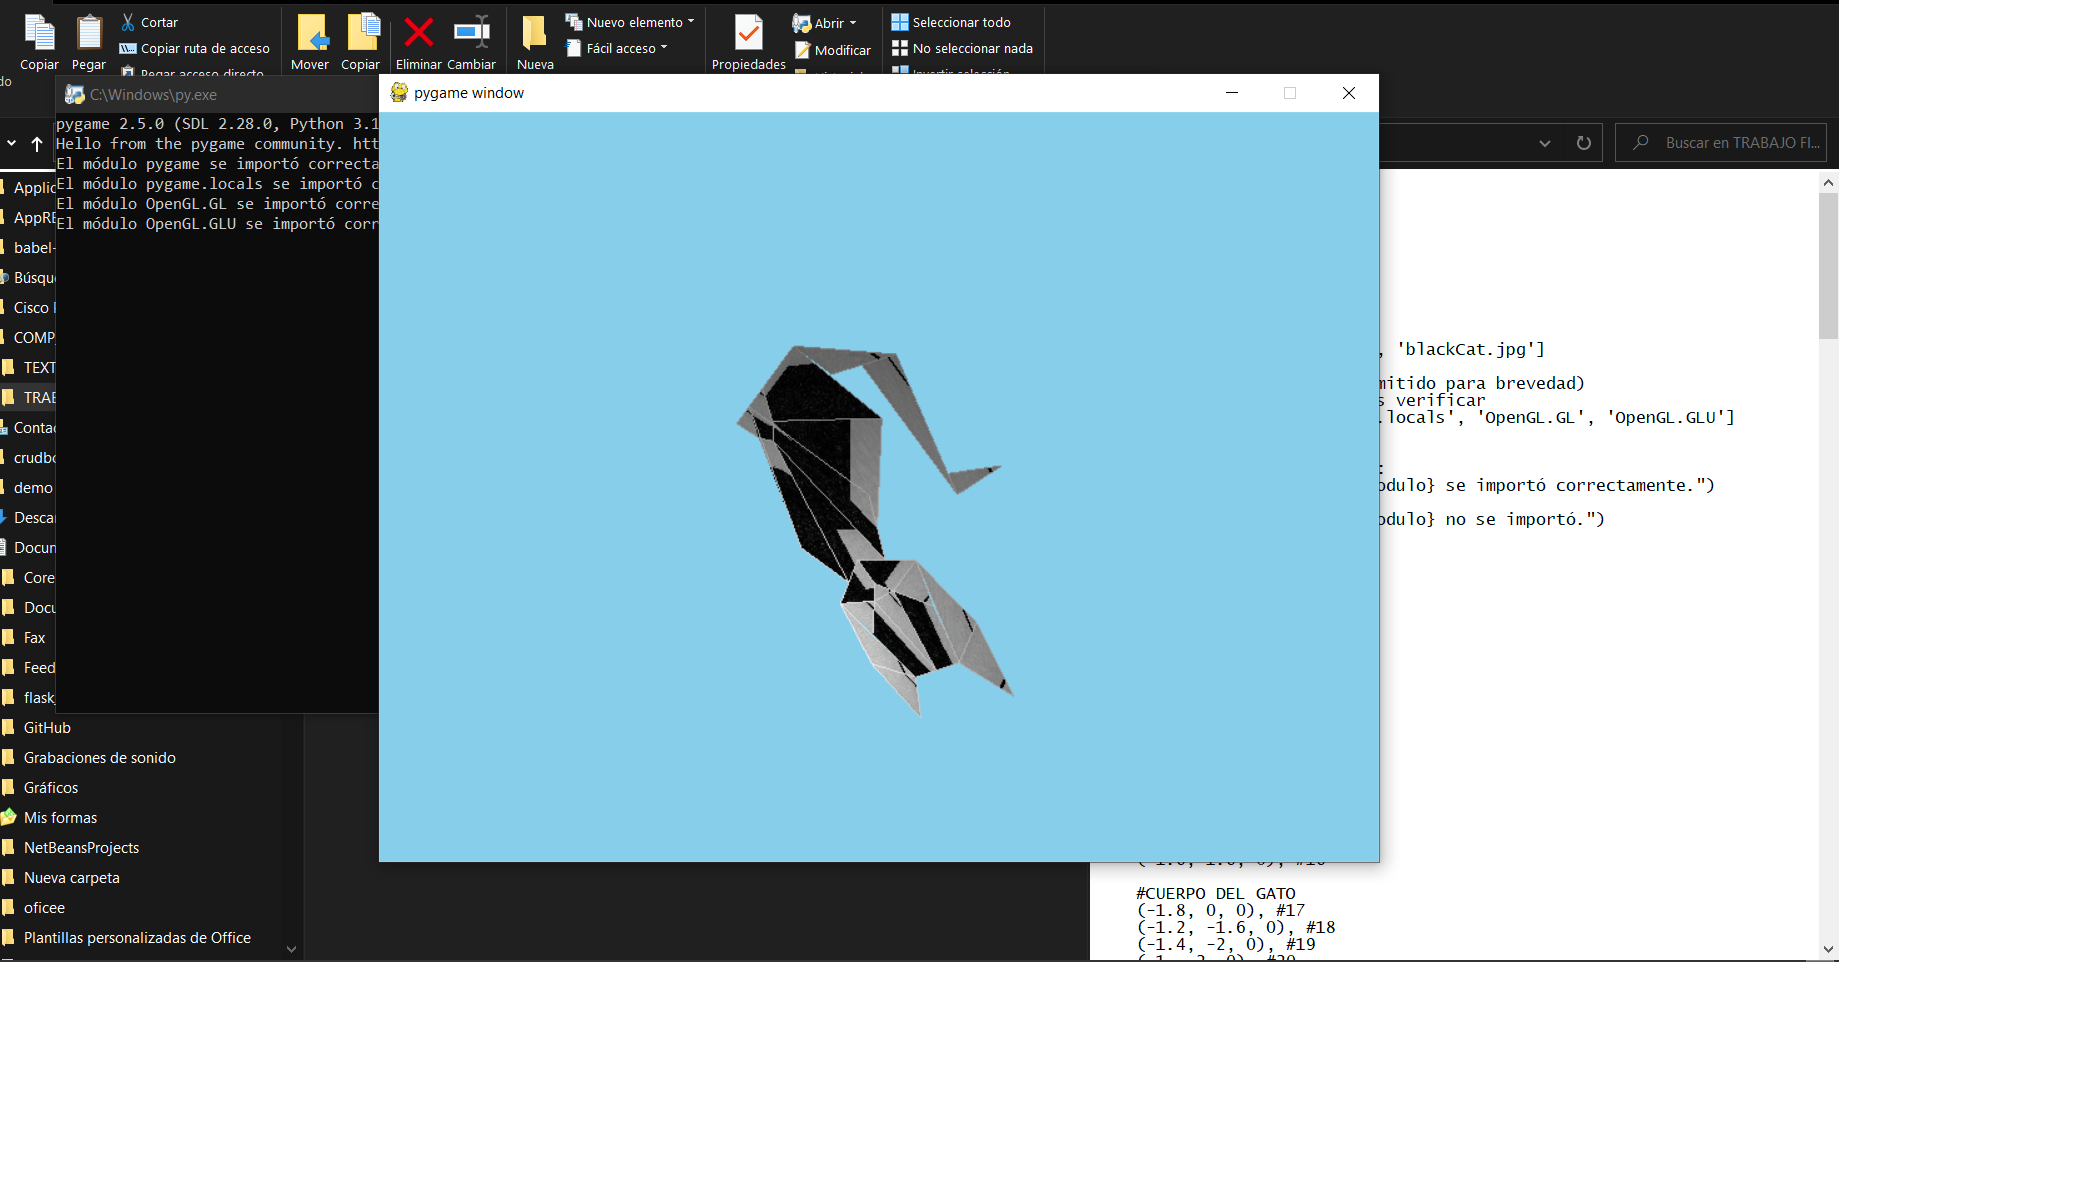 Copiar
Pegar
Cortar
Copiar ruta de acceso
Pegar acceso directo
Mover
Copiar
Eliminar
Cambiar
Nueva
Nuevo elemento
Fácil acceso
Propiedades
Abrir
Modificar
Seleccionar todo
No seleccionar nada
Invertir selección
do
C:\Windows\py.exe
pygame 2.5.0 (SDL 2.28.0, Python 3.1
Hello from the pygame community. htt
El módulo pygame se importó correcta
El módulo pygame.locals se importó c
El módulo OpenGL.GL se importó corre
El módulo OpenGL.GLU se importó corr
pygame window
Buscar en TRABAJO FI...
Applic
AppRE
babel-
Búsqu
Cisco
COMP
TEXT
TRAE
Conta
crudbo
demo
Desca
Docum
Core
Docu
Fax
Feed
flask_
GitHub
Grabaciones de sonido
Gráficos
Mis formas
NetBeansProjects
Nueva carpeta
oficee
Plantillas personalizadas de Office
, 'blackCat.jpg']
mitido para brevedad)
s verificar
.locals', 'OpenGL.GL', 'OpenGL.GLU']
:
odulo} se importó correctamente.")
odulo} no se importó.")
#CUERPO DEL GATO
(-1.8, 0, 0), #17
(-1.2, -1.6, 0), #18
(-1.4, -2, 0), #19